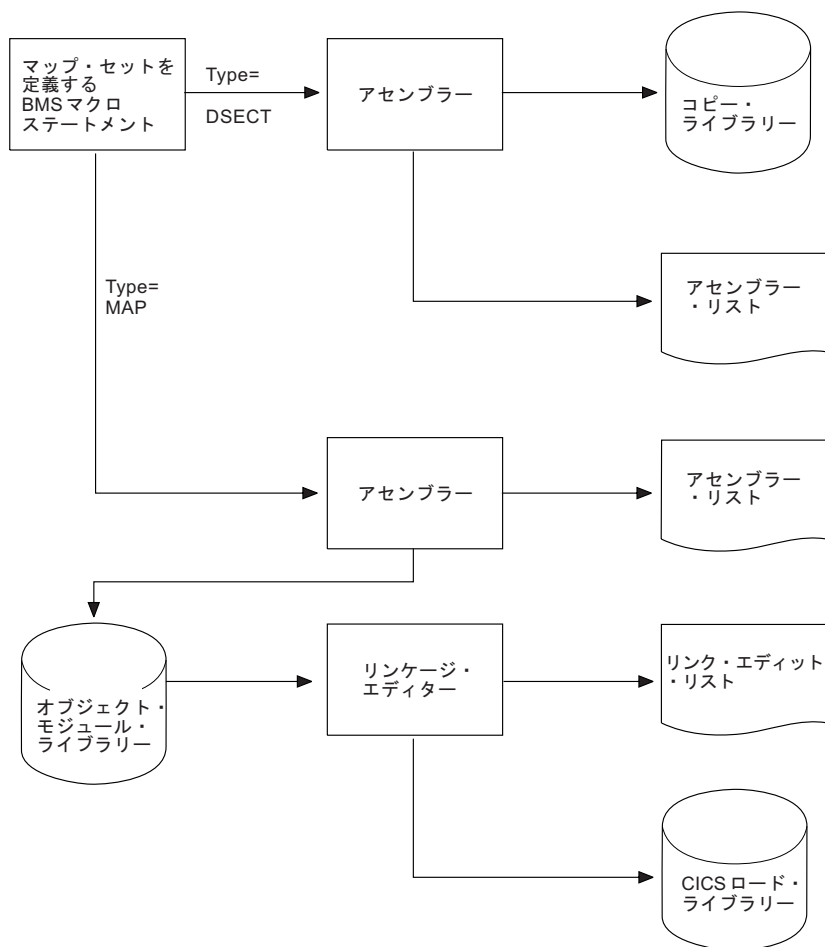 マップ・セットを
定義する
BMS マクロ
ステートメント
Type=
DSECT
アセンブラー
コピー・
ライブラリー
アセンブラー
・リスト
Type=
MAP
アセンブラー
アセンブラー
・リスト
オブジェクト・
モジュール・
ライブラリー
リンケージ・
エディター
リンク・エディット
・リスト
CICS ロード・
ライブラリー